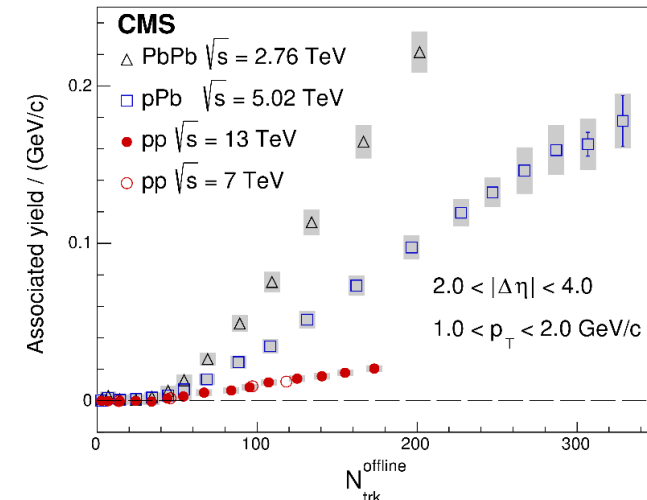 CMS
PbPb √s = 2.76 TeV
pPb √s = 5.02 TeV
pp √s = 13 TeV
pp √s = 7 TeV
0.2
0.1
0
Associated yield / (GeV/c)
2.0 < |Δη| < 4.0
1.0 < p_T < 2.0 GeV/c
0 100 200 300
N_trk^offline